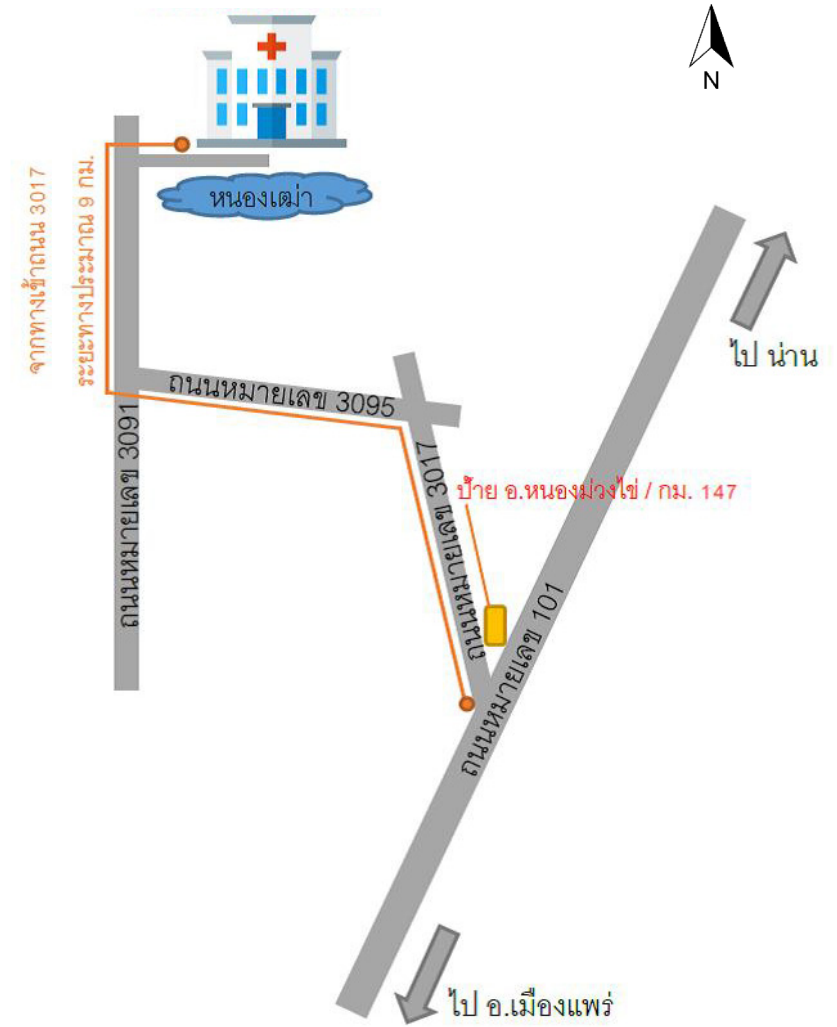 N
หนองเฒ่า
จากทางเข้าถนน 3017
ระยะทางประมาณ 9 กม.
ไป น่าน
ถนนหมายเลข 3095
ถนนหมายเลข 3091
ถนนหมายเลข 3017
ป้าย อ.หนองม่วงไข่ / กม. 147
ถนนหมายเลข 101
ไป อ.เมืองแพร่